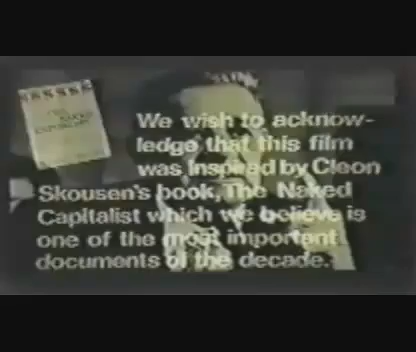 We wish to acknow-
ledge that this film
was inspired by Cleon
Skousen's book, The Naked
Capitalist which we believe is
one of the most important
documents of the decade.